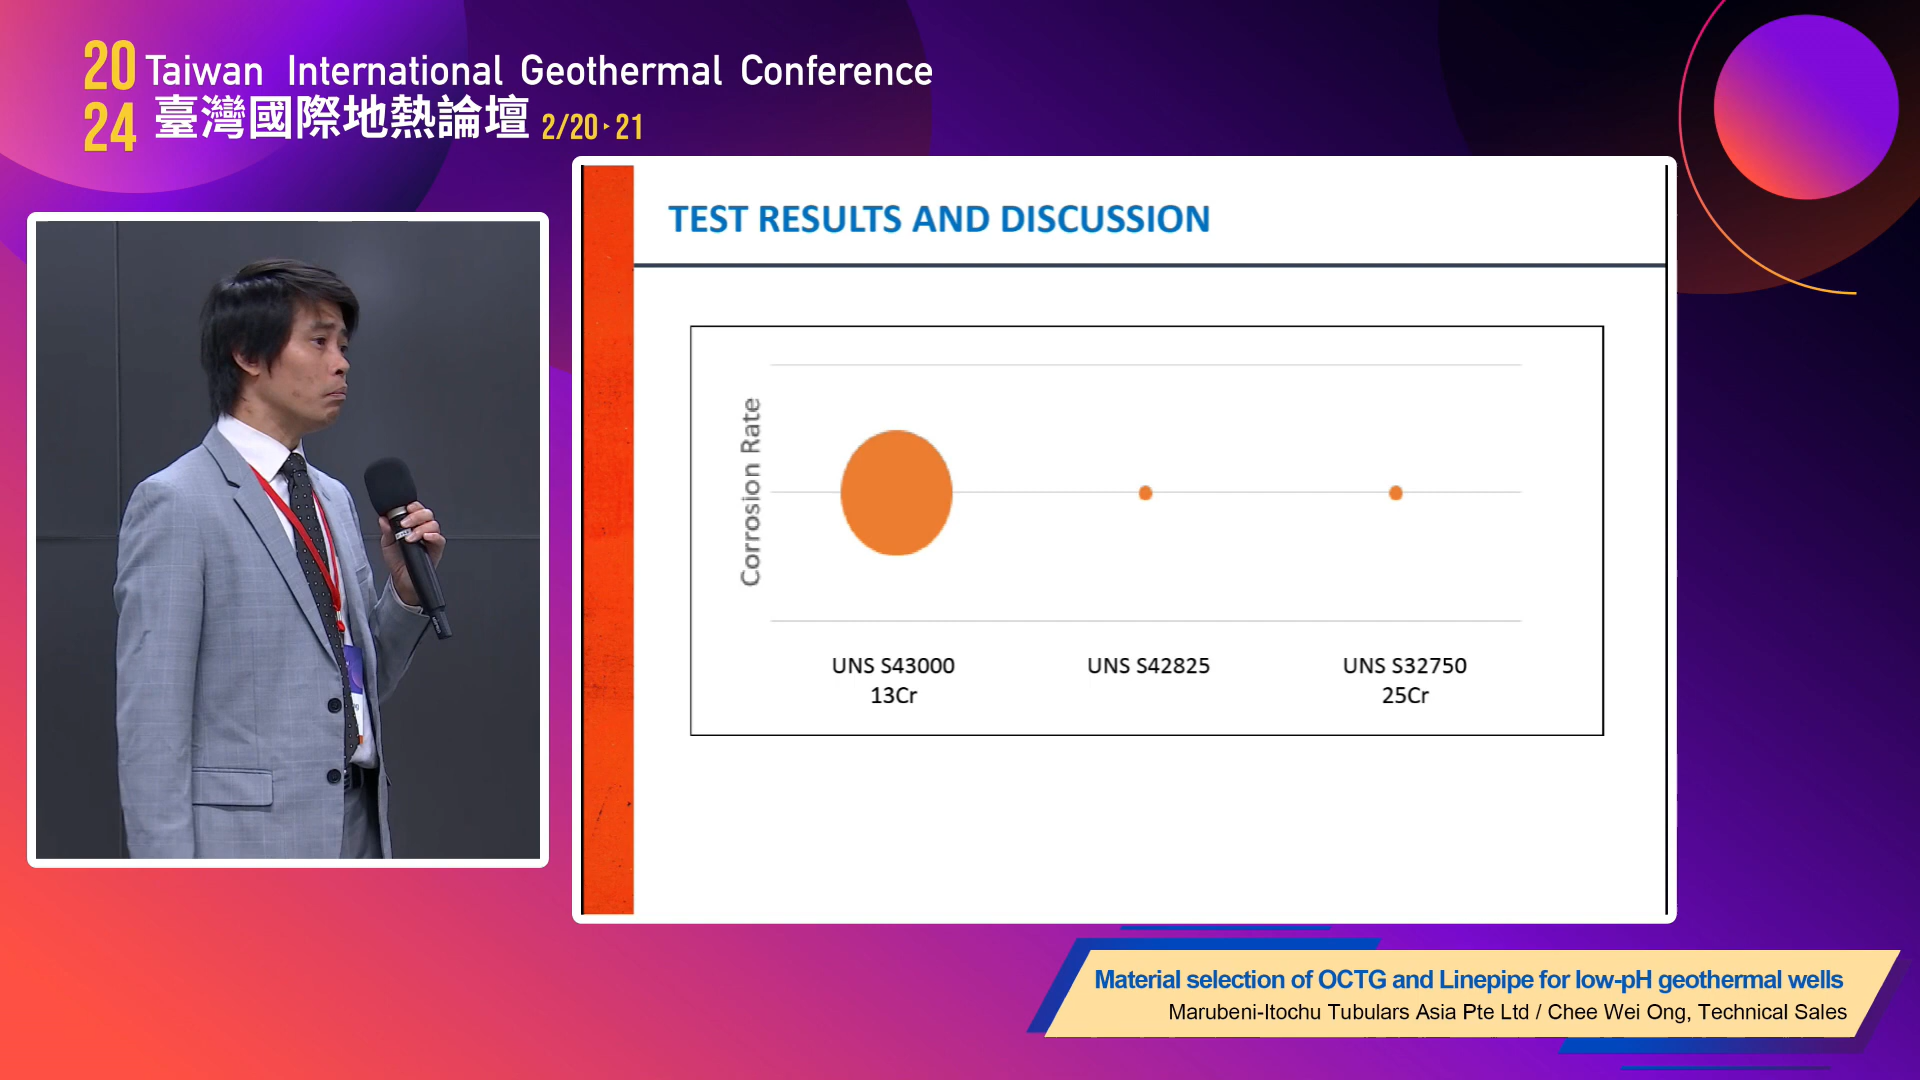 2024 Taiwan International Geothermal Conference
臺灣國際地熱論壇 2/20‣21
TEST RESULTS AND DISCUSSION
Corrosion Rate
UNS S43000
13Cr
UNS S42825
UNS S32750
25Cr
Material selection of OCTG and Linepipe for low-pH geothermal wells
Marubeni-Itochu Tubulars Asia Pte Ltd / Chee Wei Ong, Technical Sales